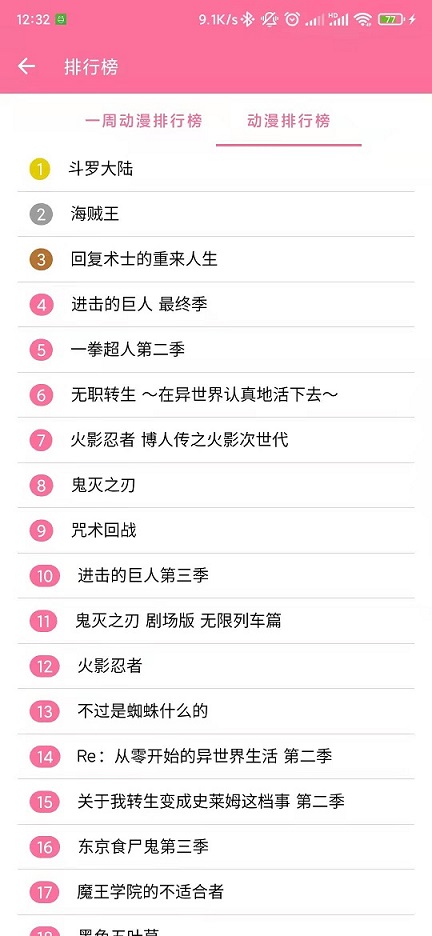 12:32 9.1K/s HD 77
排行榜
一周动漫排行榜 动漫排行榜
1 斗罗大陆
2 海贼王
3 回复术士的重来人生
4 进击的巨人 最终季
5 一拳超人第二季
6 无职转生 ～在异世界认真地活下去～
7 火影忍者 博人传之火影次世代
8 鬼灭之刃
9 咒术回战
10 进击的巨人第三季
11 鬼灭之刃 剧场版 无限列车篇
12 火影忍者
13 不过是蜘蛛什么的
14 Re：从零开始的异世界生活 第二季
15 关于我转生变成史莱姆这档事 第二季
16 东京食尸鬼第三季
17 魔王学院的不适合者
18 黑色五叶草